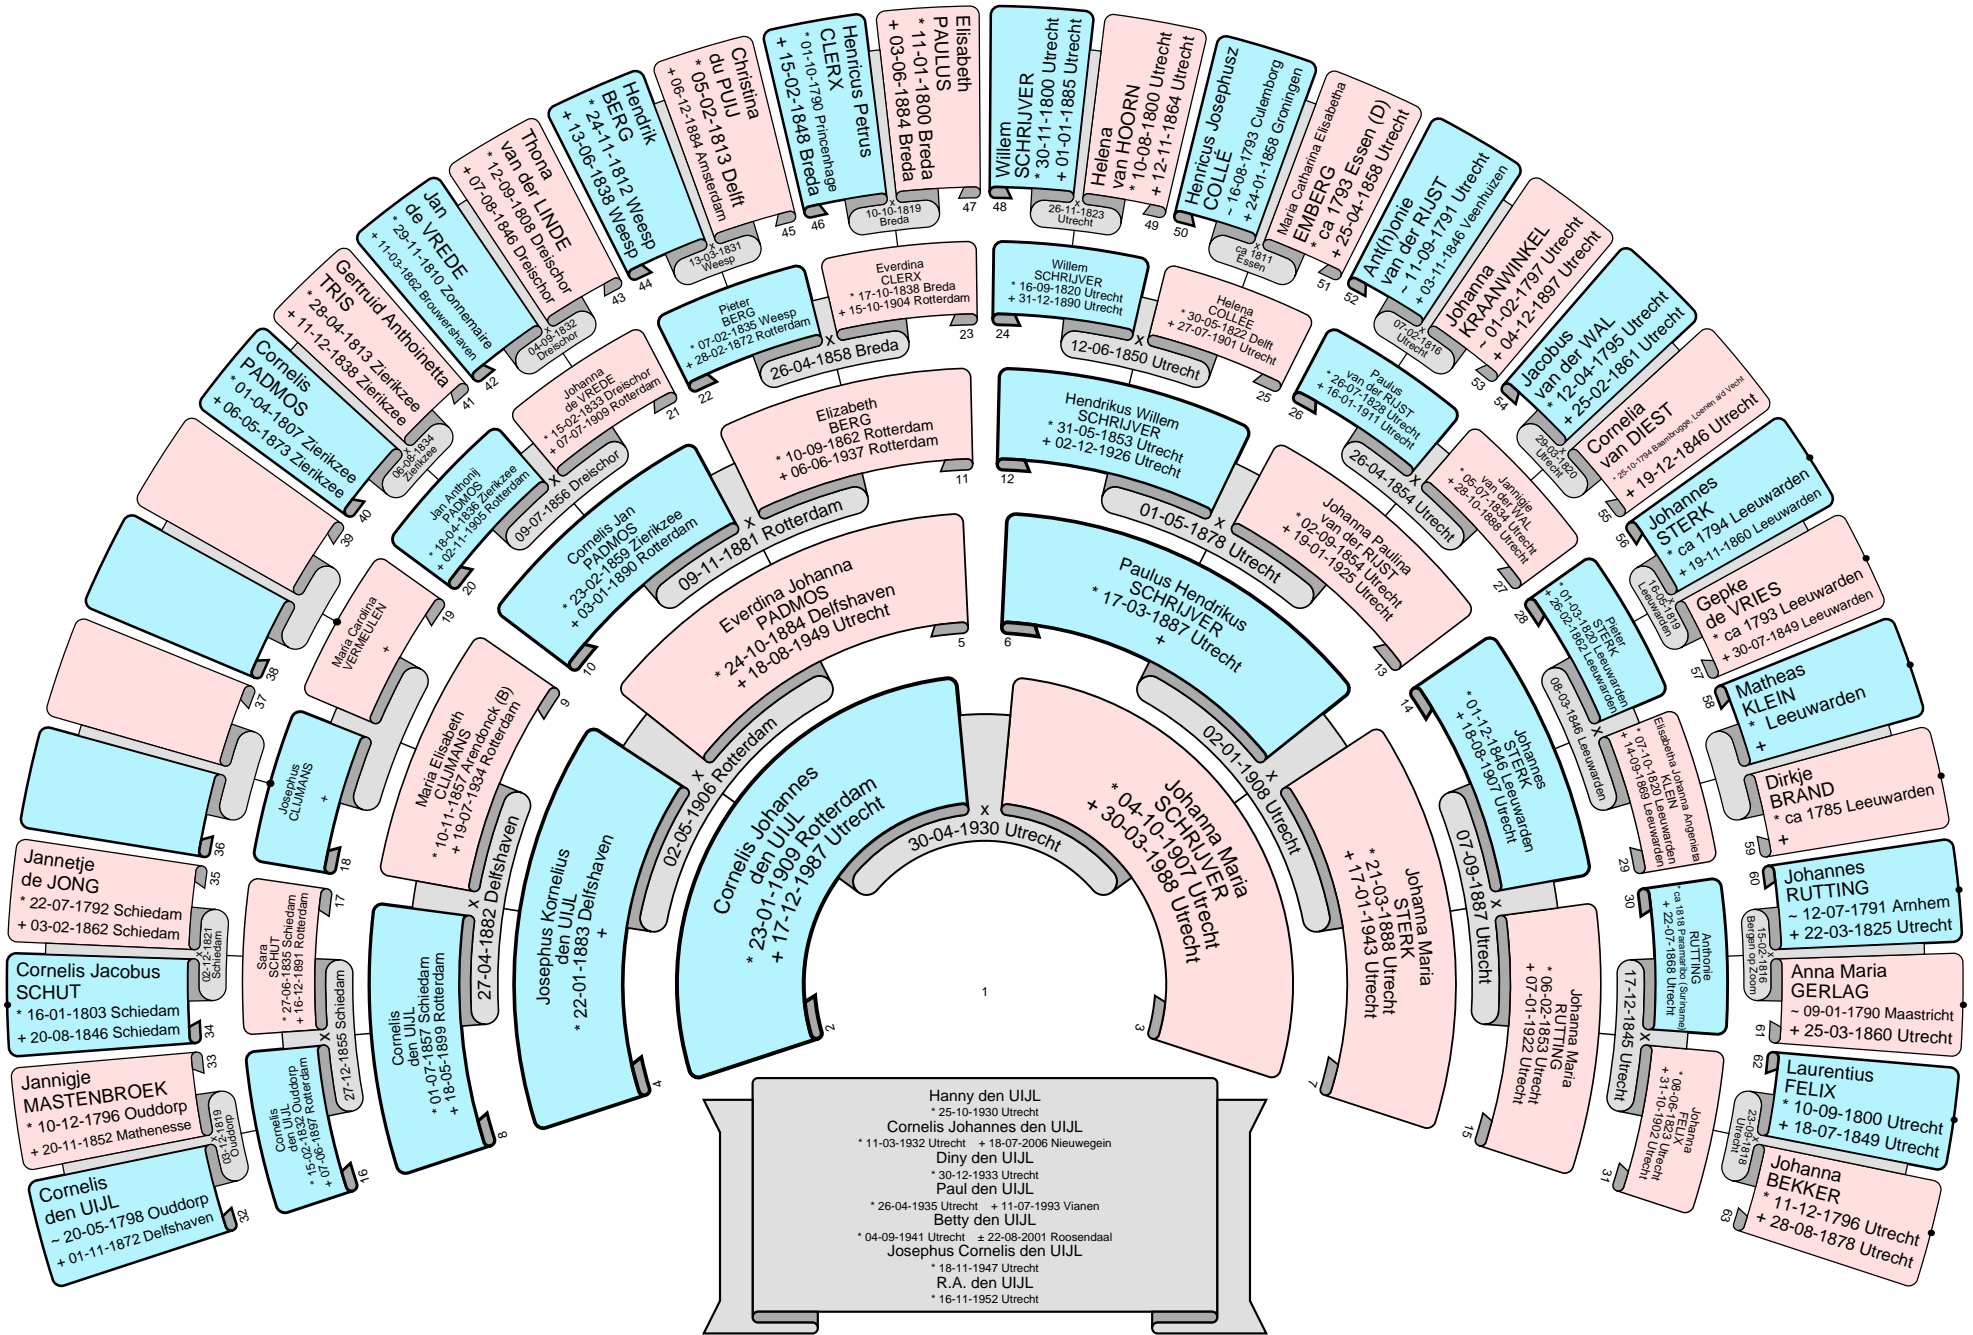 Hanny den UIJL
* 25-10-1930 Utrecht
Cornelis Johannes den UIJL
* 11-03-1932 Utrecht + 18-07-2006 Nieuwegein
Diny den UIJL
* 30-12-1933 Utrecht
Paul den UIJL
* 26-04-1935 Utrecht + 11-07-1993 Vianen
Betty den UIJL
* 04-09-1941 Utrecht ± 22-08-2001 Roosendaal
Josephus Cornelis den UIJL
* 18-11-1947 Utrecht
R.A. den UIJL
* 16-11-1952 Utrecht
1
Cornelis Johannes
den UIJL
* 23-01-1909 Rotterdam
+ 17-12-1987 Utrecht
2
x
30-04-1930 Utrecht
Johanna Maria
SCHRIJVER
* 04-10-1907 Utrecht
+ 30-03-1988 Utrecht
3
Josephus Kornelius
den UIJL
* 22-01-1883 Delfshaven
+
4
x
02-05-1906 Rotterdam
Everdina Johanna
PADMOS
* 24-10-1884 Delfshaven
+ 18-08-1949 Utrecht
5
Paulus Hendrikus
SCHRIJVER
* 17-03-1887 Utrecht
+
6
x
02-01-1908 Utrecht
Johanna Maria
STERK
* 21-03-1888 Utrecht
+ 17-01-1943 Utrecht
7
Cornelis
den UIJL
* 01-07-1857 Schiedam
+ 18-05-1899 Rotterdam
8
x
27-04-1882 Delfshaven
Maria Elisabeth
CLIJMANS
* 10-11-1857 Arendonck (B)
+ 19-07-1934 Rotterdam
9
Cornelis Jan
PADMOS
* 23-02-1859 Zierikzee
+ 03-01-1890 Rotterdam
10
x
09-11-1881 Rotterdam
Elizabeth
BERG
* 10-09-1862 Rotterdam
+ 06-06-1937 Rotterdam
11
Hendrikus Willem
SCHRIJVER
* 31-05-1853 Utrecht
+ 02-12-1926 Utrecht
12
x
01-05-1878 Utrecht
Johanna Paulina
van der RIJST
* 02-09-1854 Utrecht
+ 19-01-1925 Utrecht
13
Johannes
STERK
* 01-12-1846 Leeuwarden
+ 18-08-1907 Utrecht
14
x
07-09-1887 Utrecht
Johanna Maria
RUTTING
* 06-02-1853 Utrecht
+ 07-01-1922 Utrecht
15
Cornelis
den UIJL
* 15-02-1832 Ouddorp
+ 07-06-1897 Rotterdam
16
x
27-12-1855 Schiedam
Sara
SCHUT
* 27-06-1835 Schiedam
+ 16-12-1891 Rotterdam
17
Josephus
CLIJMANS
+
18
Maria Carolina
VERMEULEN
+
19
Jan Anthonij
PADMOS
* 18-04-1836 Zierikzee
+ 02-11-1905 Rotterdam
20
x
09-07-1856 Dreischor
Johanna
de VREDE
* 15-02-1833 Dreischor
+ 07-07-1909 Rotterdam
21
Pieter
BERG
* 07-02-1835 Weesp
+ 28-02-1872 Rotterdam
22
x
26-04-1858 Breda
Everdina
CLERX
* 17-10-1838 Breda
+ 15-10-1904 Rotterdam
23
Willem
SCHRIJVER
* 16-09-1820 Utrecht
+ 31-12-1890 Utrecht
24
x
12-06-1850 Utrecht
Helena
COLLÉE
* 30-05-1822 Delft
+ 27-07-1901 Utrecht
25
Paulus
van der RIJST
* 26-07-1828 Utrecht
+ 16-01-1911 Utrecht
26
x
26-04-1854 Utrecht
Jannigje
van der WAL
* 05-07-1834 Utrecht
+ 28-10-1888 Utrecht
27
Pieter
STERK
* 01-03-1820 Leeuwarden
+ 26-02-1862 Leeuwarden
28
x
08-03-1846 Leeuwarden
Elisabetha Johanna Angenieta
KLEIN
* 07-10-1820 Leeuwarden
+ 14-09-1869 Leeuwarden
29
Anthonie
RUTTING
* ca 1818 Paramaribo (Suriname)
+ 22-07-1868 Utrecht
30
x
17-12-1845 Utrecht
Johanna
FELIX
* 08-06-1823 Utrecht
+ 31-10-1902 Utrecht
31
Cornelis
den UIJL
~ 20-05-1798 Ouddorp
+ 01-11-1872 Delfshaven
32
x
03-12-1819
Ouddorp
Jannigje
MASTENBROEK
* 10-12-1796 Ouddorp
+ 20-11-1852 Mathenesse
33
Cornelis Jacobus
SCHUT
* 16-01-1803 Schiedam
+ 20-08-1846 Schiedam
34
x
02-12-1821
Schiedam
Jannetje
de JONG
* 22-07-1792 Schiedam
+ 03-02-1862 Schiedam
35
36
37
38
39
Cornelis
PADMOS
* 01-04-1807 Zierikzee
+ 06-05-1873 Zierikzee
40
x
06-08-1834
Zierikzee
Gertruid Anthoinetta
TRIS
* 28-04-1813 Zierikzee
+ 11-12-1838 Zierikzee
41
Jan
de VREDE
* 29-11-1810 Zonnemaire
+ 11-03-1862 Brouwershaven
42
x
04-09-1832
Dreischor
Thona
van der LINDE
* 12-09-1808 Dreischor
+ 07-08-1846 Dreischor
43
Hendrik
BERG
* 24-11-1812 Weesp
+ 13-06-1838 Weesp
44
x
13-03-1831
Weesp
Christina
du PUIJ
* 05-02-1813 Delft
+ 06-12-1884 Amsterdam
45
Henricus Petrus
CLERX
* 01-10-1790 Princenhage
+ 15-02-1848 Breda
46
x
10-10-1819
Breda
Elisabeth
PAULUS
* 11-01-1800 Breda
+ 03-06-1884 Breda
47
Willem
SCHRIJVER
* 30-11-1800 Utrecht
+ 01-01-1885 Utrecht
48
x
26-11-1823
Utrecht
Helena
van HOORN
* 10-08-1800 Utrecht
+ 12-11-1864 Utrecht
49
Henricus Josephusz
COLLÉ
~ 16-08-1793 Culemborg
+ 24-01-1858 Groningen
50
x
ca 1811
Essen
Maria Catharina Elisabetha
EMBERG
* ca 1793 Essen (D)
+ 25-04-1858 Utrecht
51
Ant(h)onie
van der RIJST
~ 11-09-1791 Utrecht
+ 03-11-1846 Veenhuizen
52
x
07-02-1816
Utrecht
Johanna
KRAANWINKEL
~ 01-02-1797 Utrecht
+ 04-12-1897 Utrecht
53
Jacobus
van der WAL
* 12-04-1795 Utrecht
+ 25-02-1861 Utrecht
54
x
29-03-1820
Utrecht
Cornelia
van DIEST
* 25-10-1794 Baambrugge, Loenen a/d Vecht
+ 19-12-1846 Utrecht
55
Johannes
STERK
* ca 1794 Leeuwarden
+ 19-11-1860 Leeuwarden
56
x
16-05-1819
Leeuwarden
Gepke
de VRIES
* ca 1793 Leeuwarden
+ 30-07-1849 Leeuwarden
57
Matheas
KLEIN
* Leeuwarden
+
58
Dirkje
BRAND
* ca 1785 Leeuwarden
+
59
Johannes
RUTTING
~ 12-07-1791 Arnhem
+ 22-03-1825 Utrecht
60
x
15-02-1816
Bergen op Zoom
Anna Maria
GERLAG
~ 09-01-1790 Maastricht
+ 25-03-1860 Utrecht
61
Laurentius
FELIX
* 10-09-1800 Utrecht
+ 18-07-1849 Utrecht
62
x
23-09-1818
Utrecht
Johanna
BEKKER
* 11-12-1796 Utrecht
+ 28-08-1878 Utrecht
63